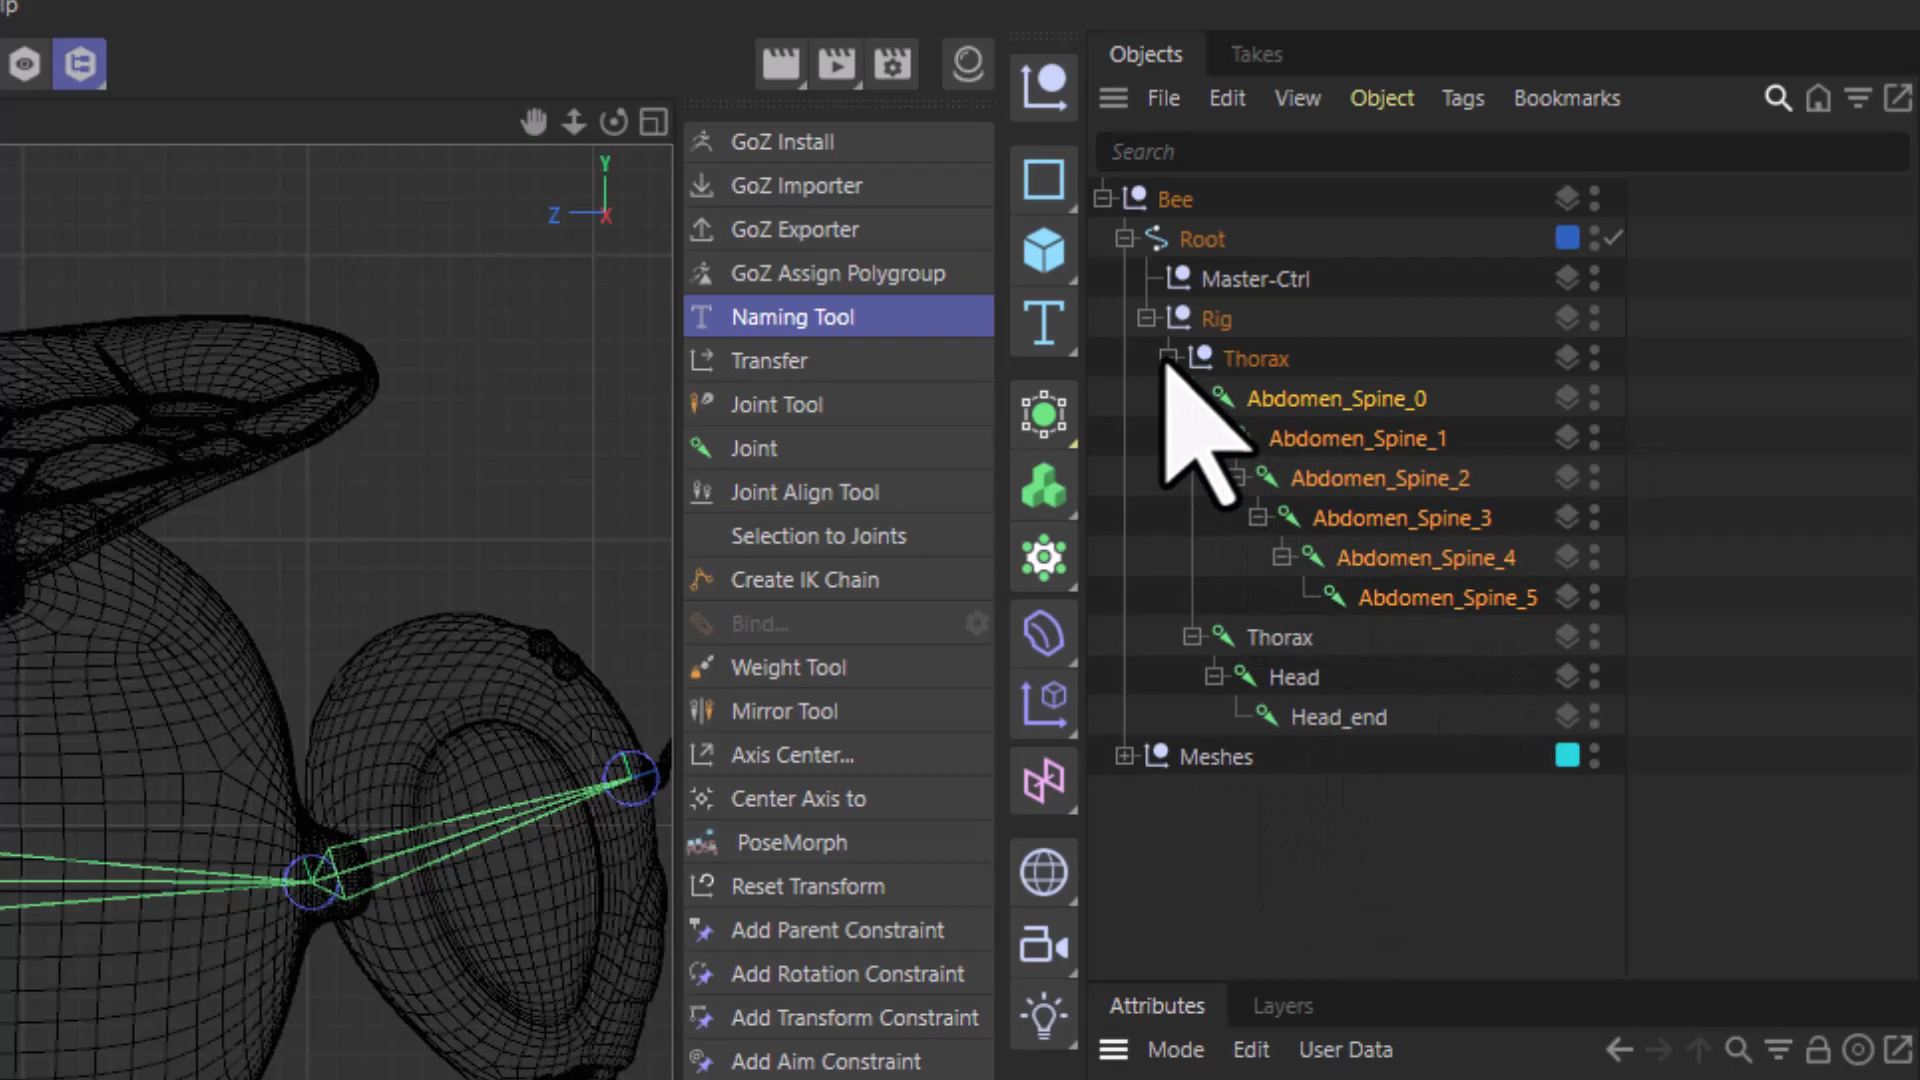 lp
Objects
Takes
File
Edit
View
Object
Tags
Bookmarks
Search
Y
Z
X
GoZ Install
GoZ Importer
GoZ Exporter
GoZ Assign Polygroup
Naming Tool
Transfer
Joint Tool
Joint
Joint Align Tool
Selection to Joints
Create IK Chain
Bind...
Weight Tool
Mirror Tool
Axis Center...
Center Axis to
PoseMorph
Reset Transform
Add Parent Constraint
Add Rotation Constraint
Add Transform Constraint
Add Aim Constraint
Bee
Root
Master-Ctrl
Rig
Thorax
Abdomen_Spine_0
Abdomen_Spine_1
Abdomen_Spine_2
Abdomen_Spine_3
Abdomen_Spine_4
Abdomen_Spine_5
Thorax
Head
Head_end
Meshes
Attributes
Layers
Mode
Edit
User Data